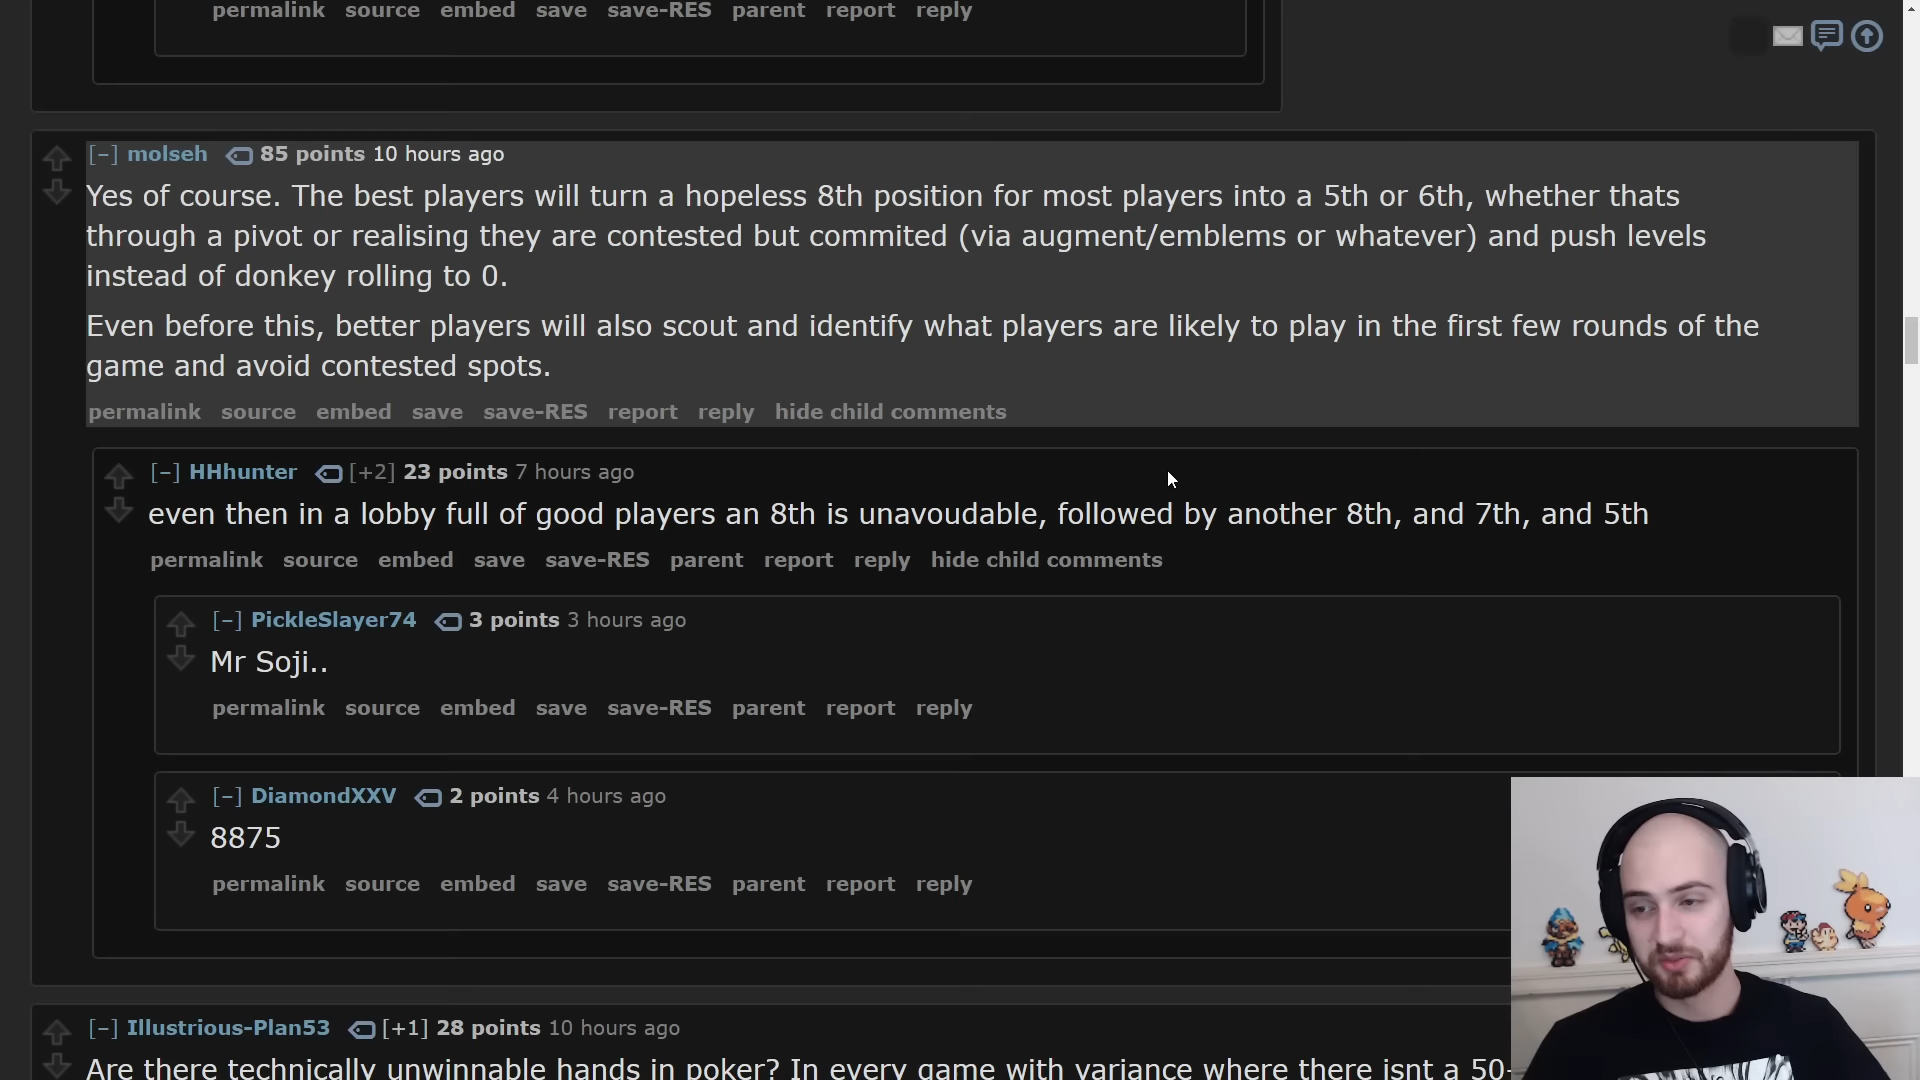 permalink source embed save save-RES parent report reply
[–] molseh 85 points 10 hours ago
Yes of course. The best players will turn a hopeless 8th position for most players into a 5th or 6th, whether thats
through a pivot or realising they are contested but commited (via augment/emblems or whatever) and push levels
instead of donkey rolling to 0.
Even before this, better players will also scout and identify what players are likely to play in the first few rounds of the
game and avoid contested spots.
permalink source embed save save-RES report reply hide child comments
[–] HHhunter [+2] 23 points 7 hours ago
even then in a lobby full of good players an 8th is unavoudable, followed by another 8th, and 7th, and 5th
permalink source embed save save-RES parent report reply hide child comments
[–] PickleSlayer74 3 points 3 hours ago
Mr Soji..
permalink source embed save save-RES parent report reply
[–] DiamondXXV 2 points 4 hours ago
8875
permalink source embed save save-RES parent report reply
[–] Illustrious-Plan53 [+1] 28 points 10 hours ago
Are there technically unwinnable hands in poker? In every game with variance where there isnt a 50-